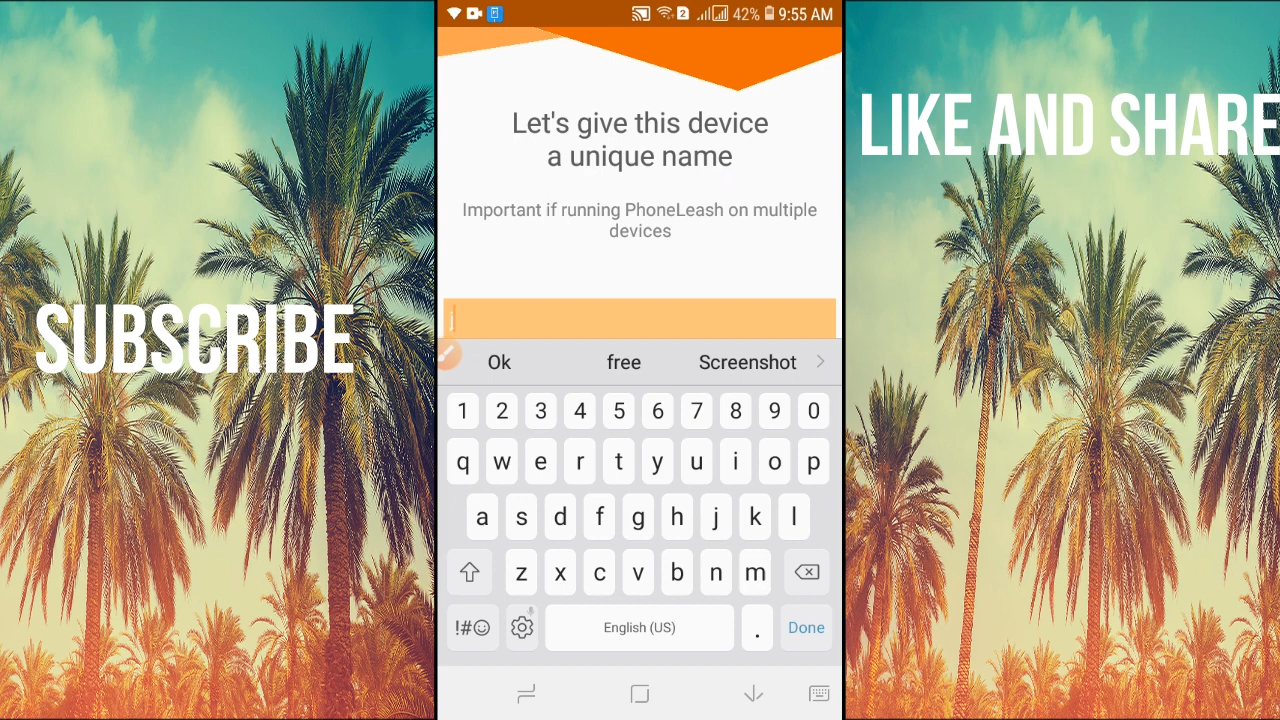 SUBSCRIBE
2 42% 9:55 AM
Let's give this device
a unique name
Important if running PhoneLeash on multiple
devices
Ok free Screenshot
1 2 3 4 5 6 7 8 9 0
q w e r t y u i o p
a s d f g h j k l
z x c v b n m
!#☺ English (US) . Done
LIKE AND SHARE